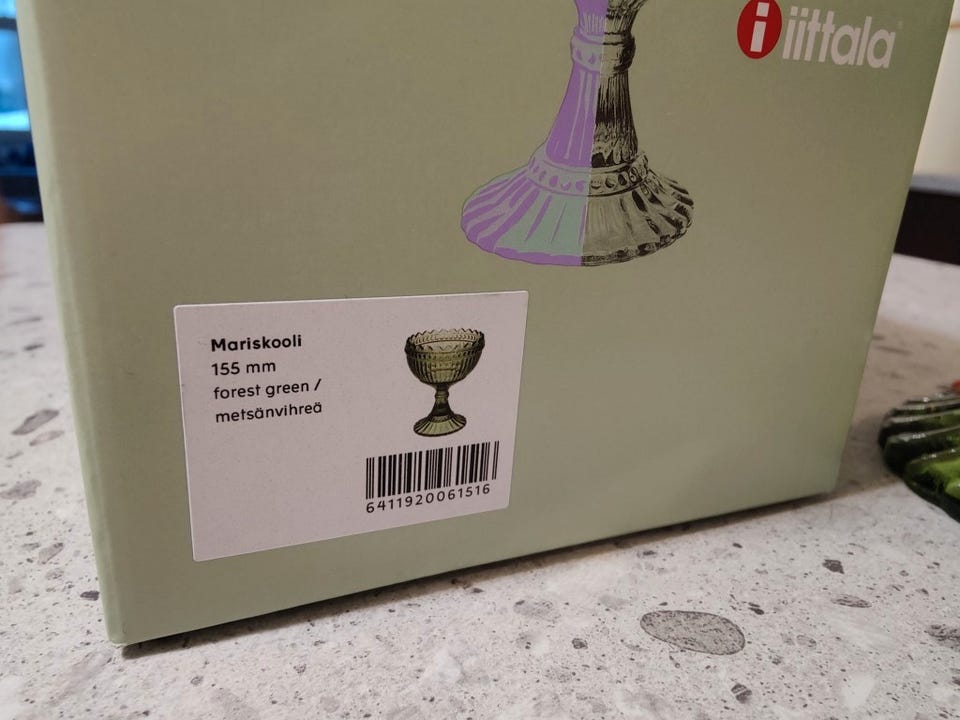 i iittala
Mariskooli
155 mm
forest green /
metsänvihreä
6411920061516